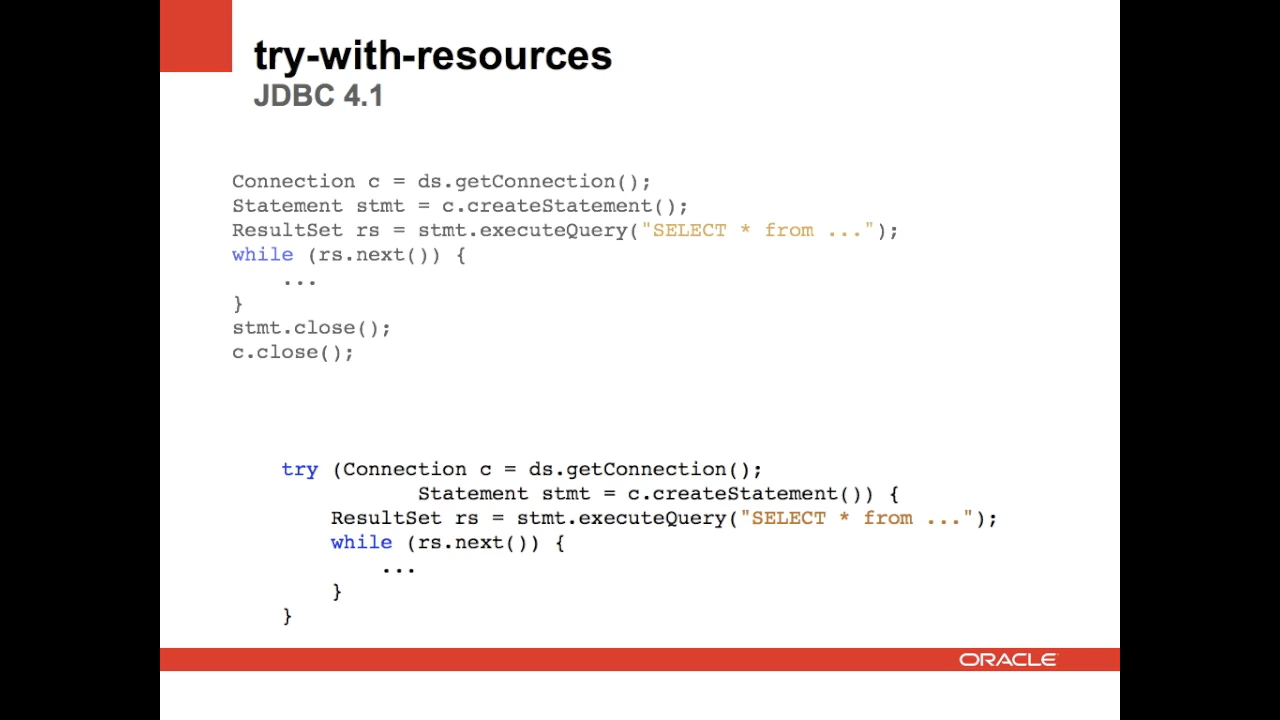 try-with-resources
JDBC 4.1
Connection c = ds.getConnection();
Statement stmt = c.createStatement();
ResultSet rs = stmt.executeQuery("SELECT * from ...");
while (rs.next()) {
    ...
}
stmt.close();
c.close();
try (Connection c = ds.getConnection();
           Statement stmt = c.createStatement()) {
    ResultSet rs = stmt.executeQuery("SELECT * from ...");
    while (rs.next()) {
        ...
    }
}
ORACLE